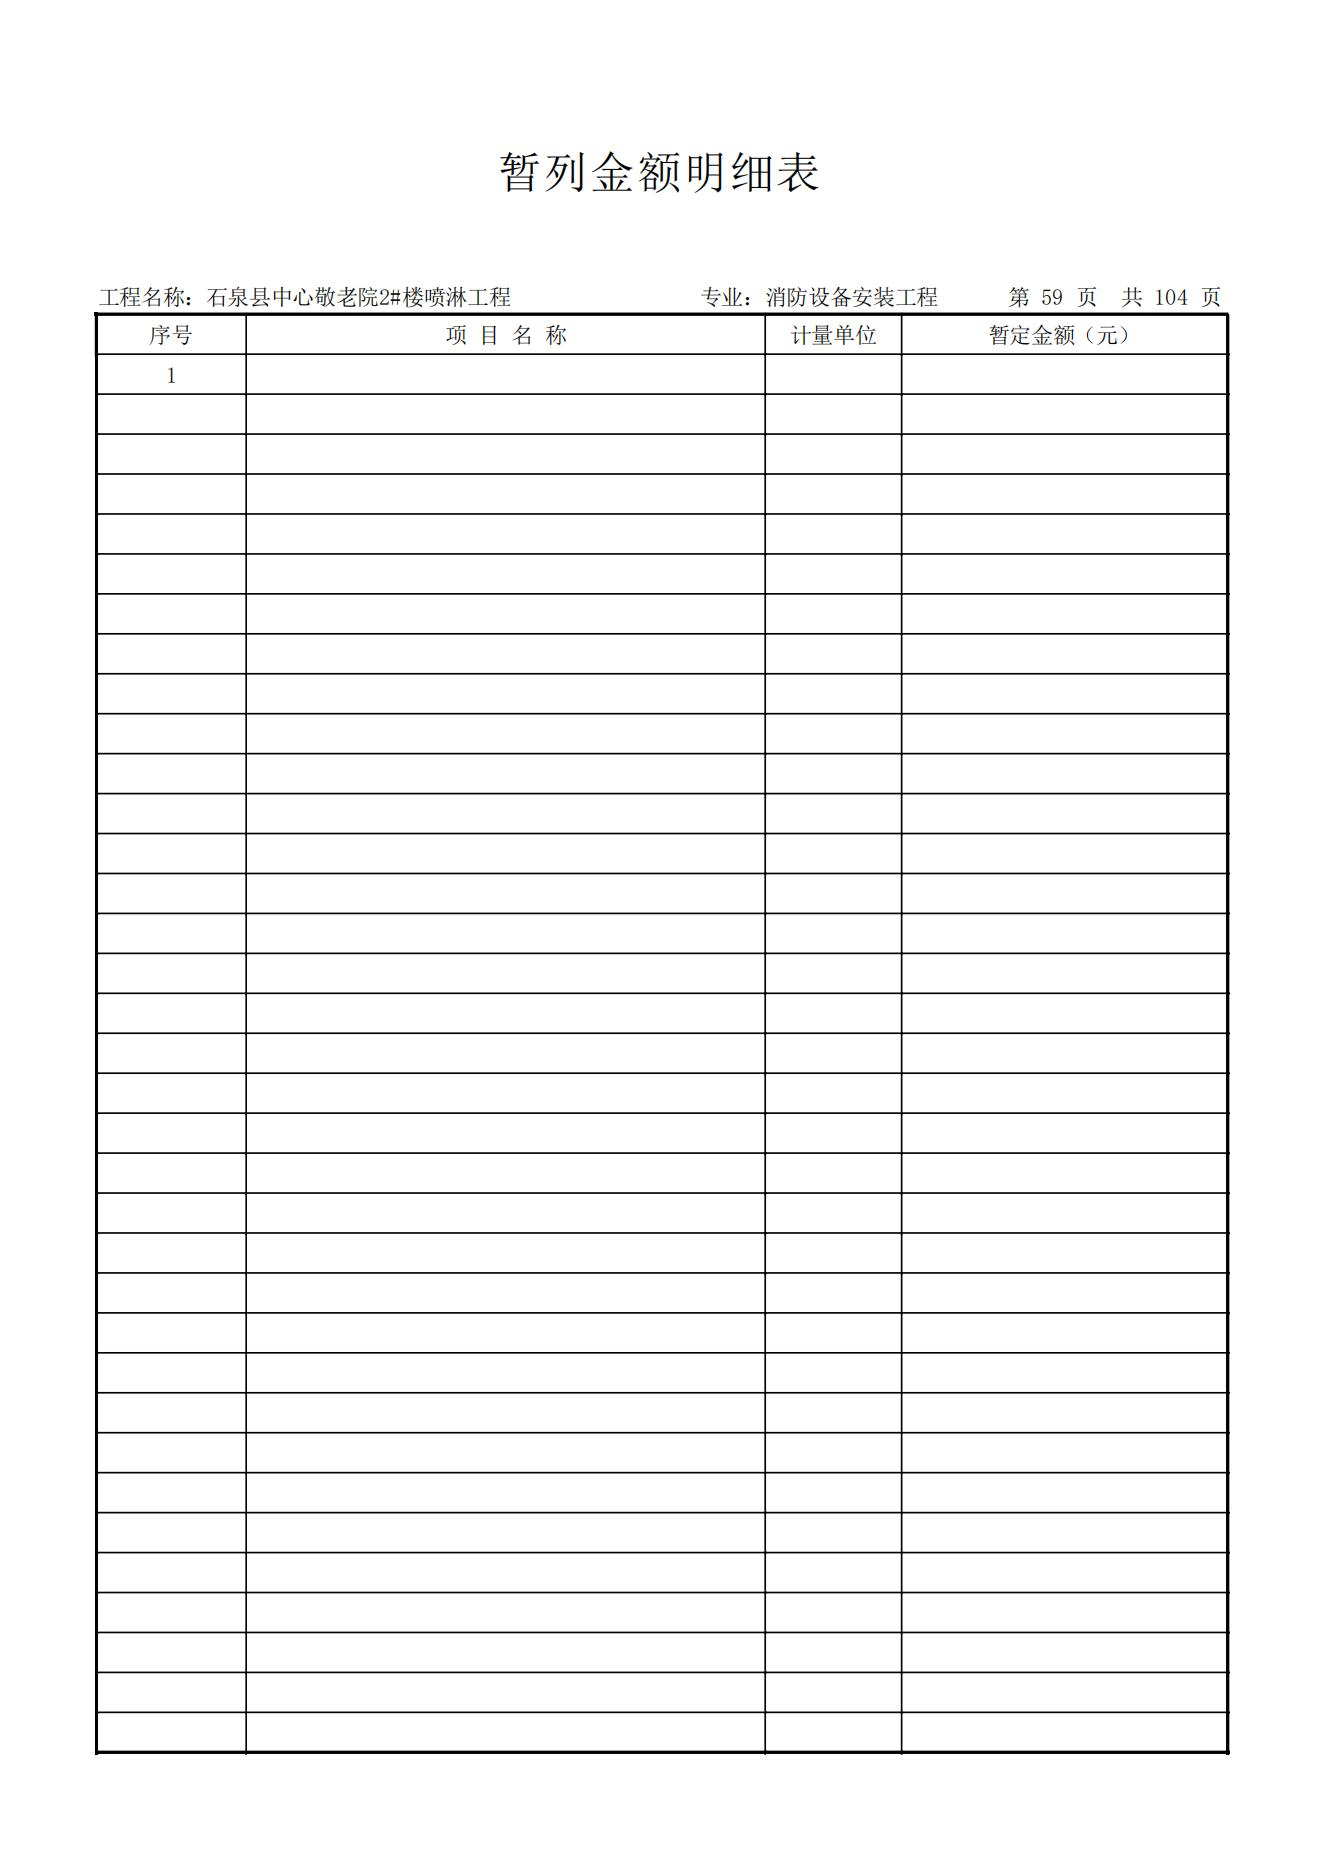 暂列金额明细表
工程名称：石泉县中心敬老院2#楼喷淋工程 专业：消防设备安装工程 第 59 页 共 104 页
序号 项 目 名 称 计量单位 暂定金额（元）
1